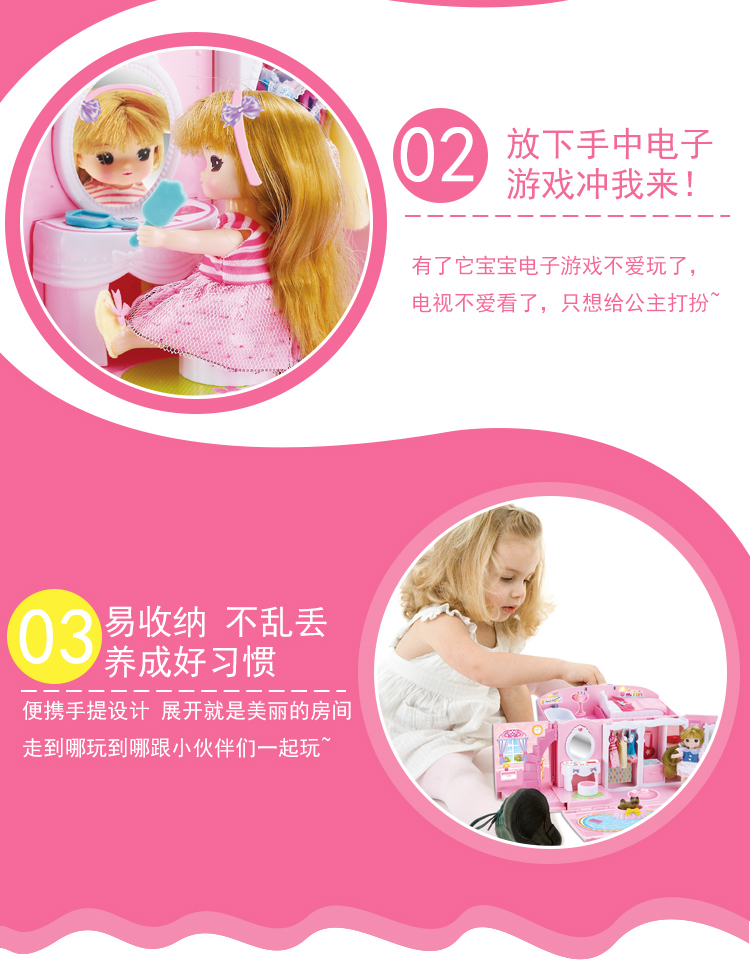 02
放下手中电子
游戏冲我来！
有了它宝宝电子游戏不爱玩了，
电视不爱看了，只想给公主打扮~
03
易收纳 不乱丢
养成好习惯
便携手提设计 展开就是美丽的房间
走到哪玩到哪跟小伙伴们一起玩~